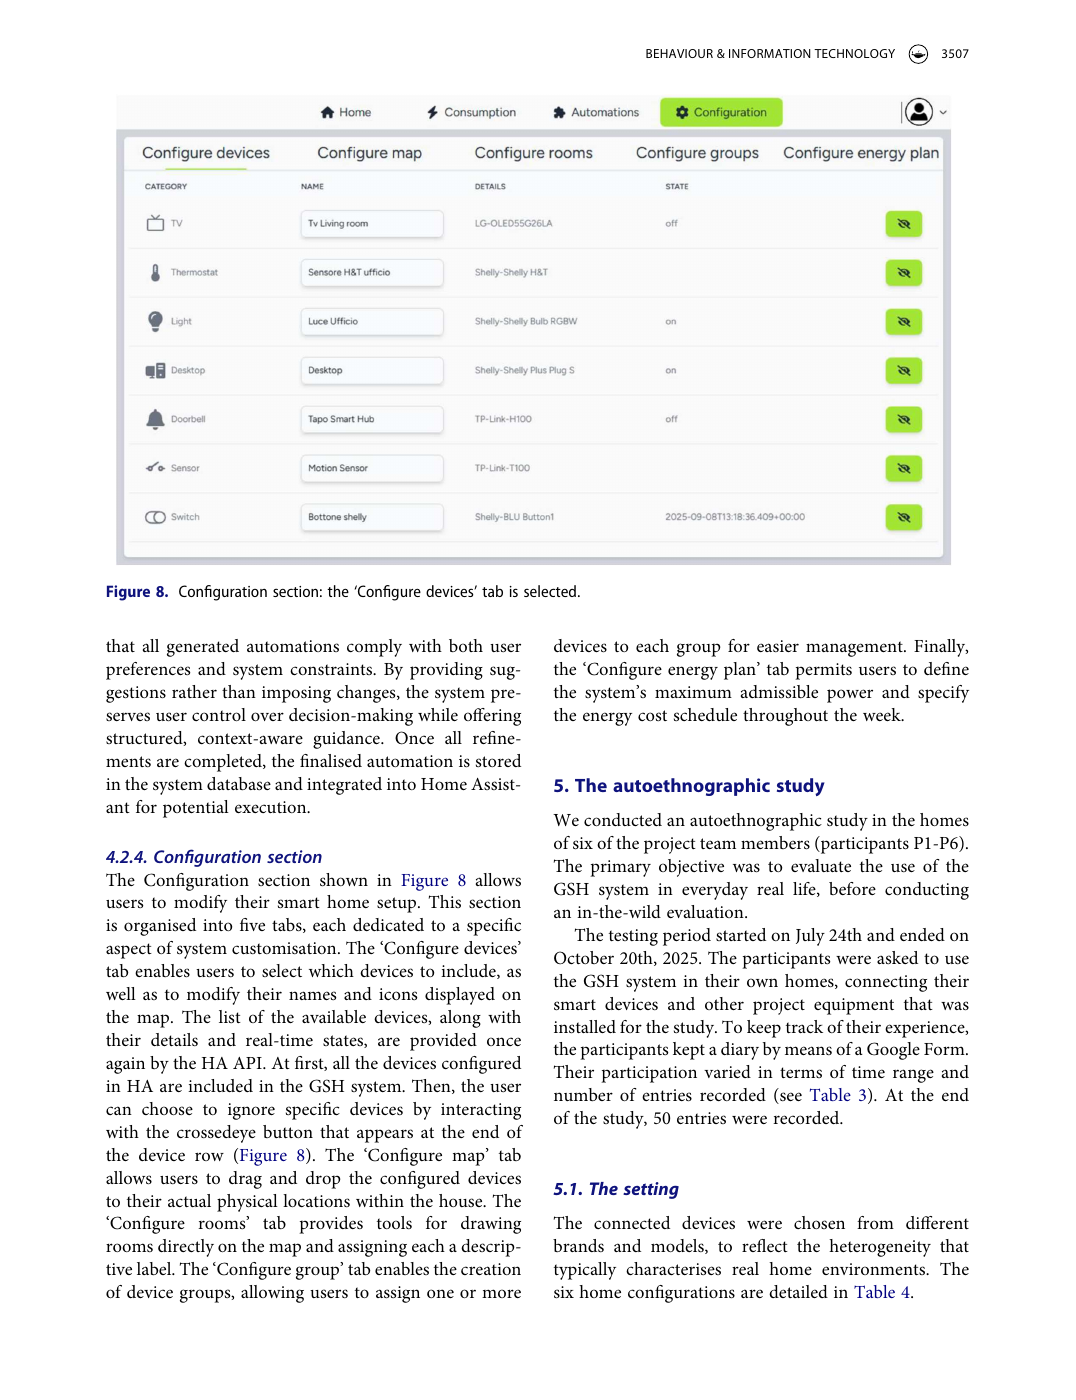 BEHAVIOUR & INFORMATION TECHNOLOGY 3507
Home Consumption Automations Configuration
Configure devices Configure map Configure rooms Configure groups Configure energy plan
CATEGORY NAME DETAILS STATE
TV Tv Living room LG-OLED55G26LA off
Thermostat Sensore H&T ufficio Shelly-Shelly H&T
Light Luce Ufficio Shelly-Shelly Bulb RGBW on
Desktop Desktop Shelly-Shelly Plus Plug S on
Doorbell Tapo Smart Hub TP-Link-H100 off
Sensor Motion Sensor TP-Link-T100
Switch Bottone shelly Shelly-BLU Button1 2025-09-08T13:18:36.409+00:00
Figure 8. Configuration section: the ‘Configure devices’ tab is selected.
that all generated automations comply with both user
preferences and system constraints. By providing sug-
gestions rather than imposing changes, the system pre-
serves user control over decision-making while offering
structured, context-aware guidance. Once all refine-
ments are completed, the finalised automation is stored
in the system database and integrated into Home Assist-
ant for potential execution.
4.2.4. Configuration section
The Configuration section shown in Figure 8 allows
users to modify their smart home setup. This section
is organised into five tabs, each dedicated to a specific
aspect of system customisation. The ‘Configure devices’
tab enables users to select which devices to include, as
well as to modify their names and icons displayed on
the map. The list of the available devices, along with
their details and real-time states, are provided once
again by the HA API. At first, all the devices configured
in HA are included in the GSH system. Then, the user
can choose to ignore specific devices by interacting
with the crossedeye button that appears at the end of
the device row (Figure 8). The ‘Configure map’ tab
allows users to drag and drop the configured devices
to their actual physical locations within the house. The
‘Configure rooms’ tab provides tools for drawing
rooms directly on the map and assigning each a descrip-
tive label. The ‘Configure group’ tab enables the creation
of device groups, allowing users to assign one or more
devices to each group for easier management. Finally,
the ‘Configure energy plan’ tab permits users to define
the system’s maximum admissible power and specify
the energy cost schedule throughout the week.
5. The autoethnographic study
We conducted an autoethnographic study in the homes
of six of the project team members (participants P1-P6).
The primary objective was to evaluate the use of the
GSH system in everyday real life, before conducting
an in-the-wild evaluation.
The testing period started on July 24th and ended on
October 20th, 2025. The participants were asked to use
the GSH system in their own homes, connecting their
smart devices and other project equipment that was
installed for the study. To keep track of their experience,
the participants kept a diary by means of a Google Form.
Their participation varied in terms of time range and
number of entries recorded (see Table 3). At the end
of the study, 50 entries were recorded.
5.1. The setting
The connected devices were chosen from different
brands and models, to reflect the heterogeneity that
typically characterises real home environments. The
six home configurations are detailed in Table 4.